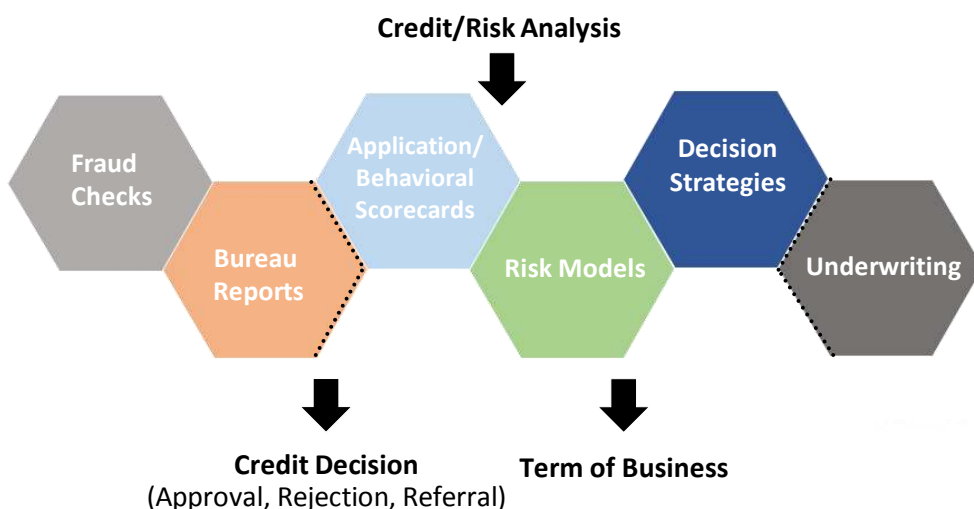 Credit/Risk Analysis
Fraud
Checks
Bureau
Reports
Application/
Behavioral
Scorecards
Risk Models
Decision
Strategies
Underwriting
Credit Decision
(Approval, Rejection, Referral)
Term of Business